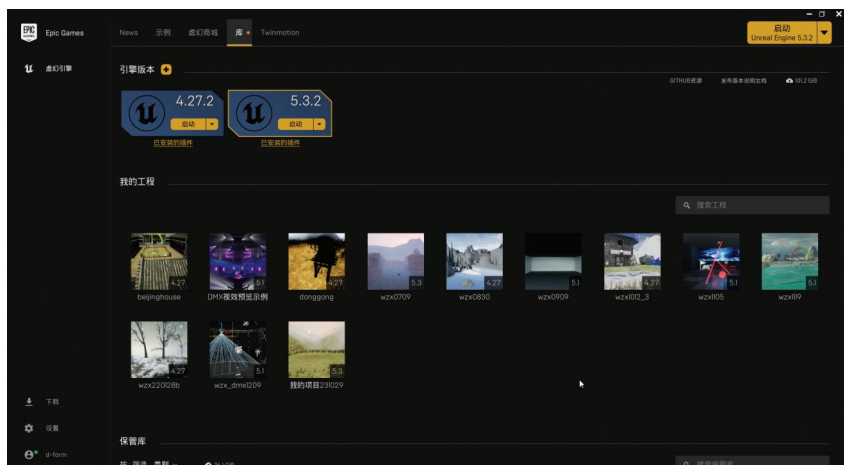 EPIC GAMES
Epic Games
News 示例 虚幻商城 库 Twinmotion
启动
Unreal Engine 5.3.2
虚幻引擎
引擎版本
GITHUB资源 发布版本说明文档 101.2 GiB
4.27.2
启动
5.3.2
启动
已安装的插件 已安装的插件
我的工程
搜索工程
4.27 5.1 4.27 5.3 4.27 5.1 4.27 5.1 5.1
beijinghouse DMX视效预览示例 donggong wzx0709 wzx0830 wzx0909 wzx1012_3 wzx1105 wzx1119
4.27 5.1 5.3
wzx220128b wzx_dmx1209 我的项目231029
下载
设置
保管库
d-form